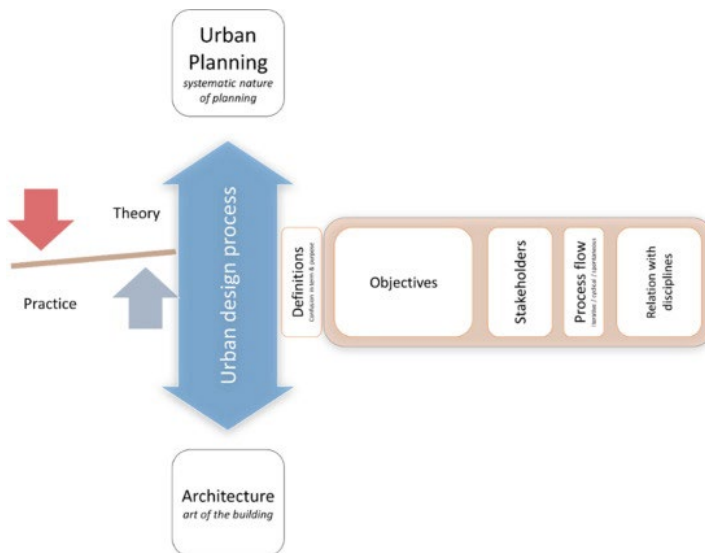 Urban
Planning
systematic nature
of planning
Theory
Practice
Urban design process
Definitions
Confusion in term & purpose
Objectives
Stakeholders
Process flow
iterative / cyclical / spontaneous
Relation with
disciplines
Architecture
art of the building